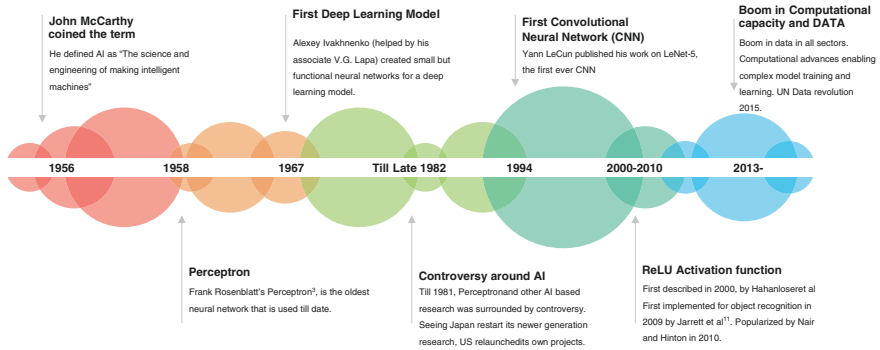 John McCarthy
coined the term
He defined AI as “The science and
engineering of making intelligent
machines”
First Deep Learning Model
Alexey Ivakhnenko (helped by his
associate V.G. Lapa) created small but
functional neural networks for a deep
learning model.
First Convolutional
Neural Network (CNN)
Yann LeCun published his work on LeNet-5,
the first ever CNN
Boom in Computational
capacity and DATA
Boom in data in all sectors.
Computational advances enabling
complex model training and
learning. UN Data revolution
2015.
1956
1958
1967
Till Late 1982
1994
2000-2010
2013-
Perceptron
Frank Rosenblatt’s Perceptron³, is the oldest
neural network that is used till date.
Controversy around AI
Till 1981, Perceptronand other AI based
research was surrounded by controversy.
Seeing Japan restart its newer generation
research, US relaunchedits own projects.
ReLU Activation function
First described in 2000, by Hahanloseret al
First implemented for object recognition in
2009 by Jarrett et al¹¹. Popularized by Nair
and Hinton in 2010.